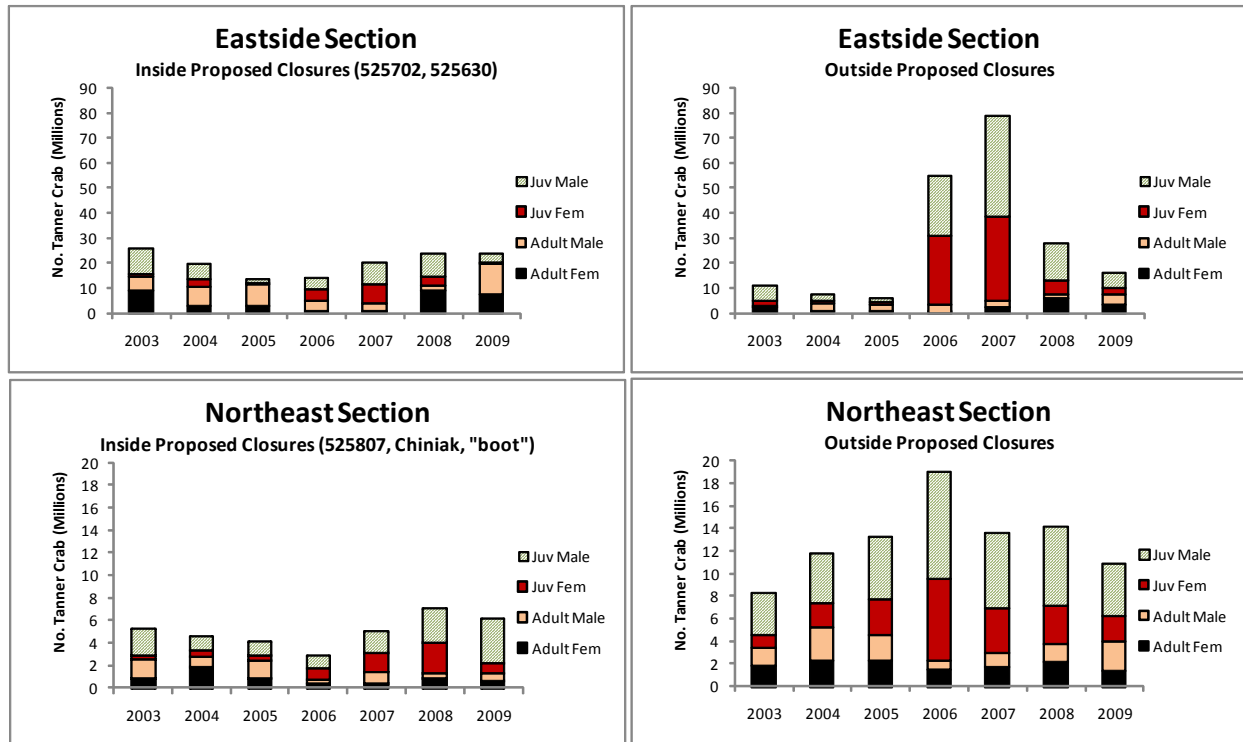 Eastside Section
Inside Proposed Closures (525702, 525630)
No. Tanner Crab (Millions)
90
80
70
60
50
40
30
20
10
0
2003 2004 2005 2006 2007 2008 2009
Juv Male
Juv Fem
Adult Male
Adult Fem
Eastside Section
Outside Proposed Closures
No. Tanner Crab (Millions)
90
80
70
60
50
40
30
20
10
0
2003 2004 2005 2006 2007 2008 2009
Juv Male
Juv Fem
Adult Male
Adult Fem
Northeast Section
Inside Proposed Closures (525807, Chiniak, "boot")
No. Tanner Crab (Millions)
20
18
16
14
12
10
8
6
4
2
0
2003 2004 2005 2006 2007 2008 2009
Juv Male
Juv Fem
Adult Male
Adult Fem
Northeast Section
Outside Proposed Closures
No. Tanner Crab (Millions)
20
18
16
14
12
10
8
6
4
2
0
2003 2004 2005 2006 2007 2008 2009
Juv Male
Juv Fem
Adult Male
Adult Fem